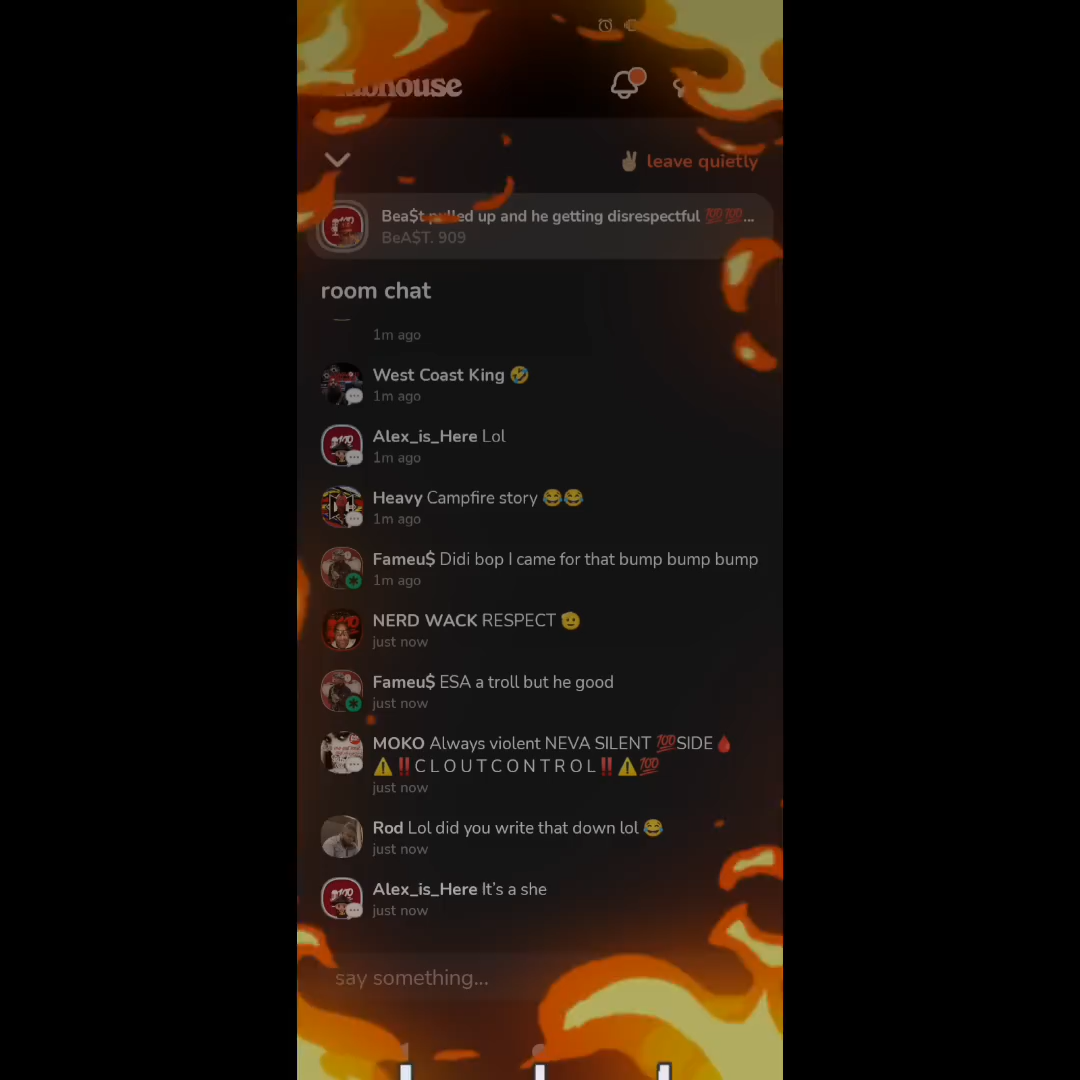 house
leave quietly
Bea$t pulled up and he getting disrespectful 💯💯...
BeA$T. 909
room chat
1m ago
West Coast King 🤣
1m ago
Alex_is_Here Lol
1m ago
Heavy Campfire story 😂😂
1m ago
Fameu$ Didi bop I came for that bump bump bump
1m ago
NERD WACK RESPECT 🫡
just now
Fameu$ ESA a troll but he good
just now
MOKO Always violent NEVA SILENT 💯SIDE🩸
⚠️‼️C L O U T C O N T R O L‼️⚠️💯
just now
Rod Lol did you write that down lol 😂
just now
Alex_is_Here It's a she
just now
say something...